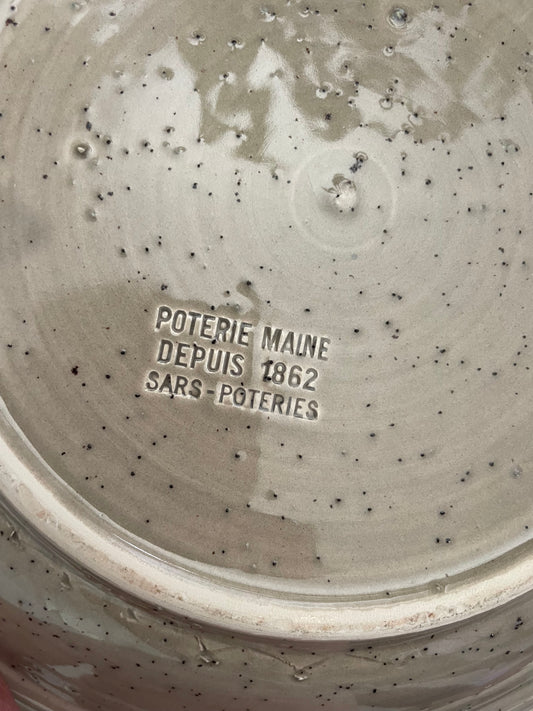 POTERIE MAINE
DEPUIS 1862
SARS-POTERIES